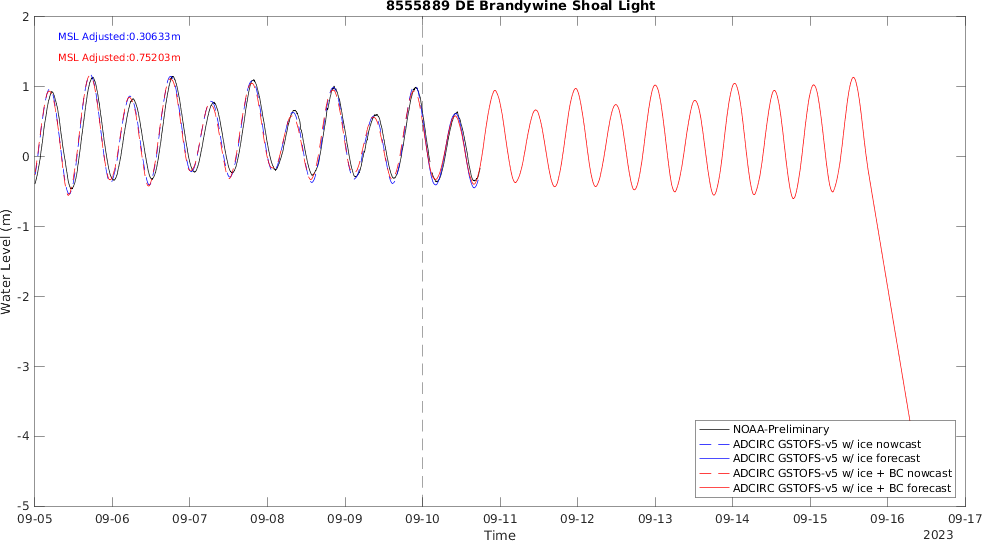 8555889 DE Brandywine Shoal Light
MSL Adjusted:0.30633m
MSL Adjusted:0.75203m
Water Level (m)
2
1
0
-1
-2
-3
-4
-5
NOAA-Preliminary
ADCIRC GSTOFS-v5 w/ ice nowcast
ADCIRC GSTOFS-v5 w/ ice forecast
ADCIRC GSTOFS-v5 w/ ice + BC nowcast
ADCIRC GSTOFS-v5 w/ ice + BC forecast
09-05 09-06 09-07 09-08 09-09 09-10 09-11 09-12 09-13 09-14 09-15 09-16 09-17
Time
2023